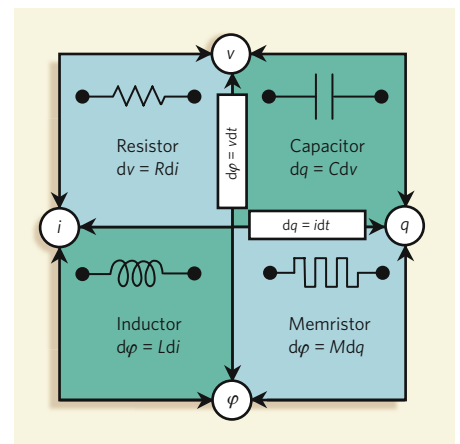 v
Resistor
dv = Rdi
Capacitor
dq = Cdv
dφ = vdt
i
dq = idt
q
Inductor
dφ = Ldi
Memristor
dφ = Mdq
φ